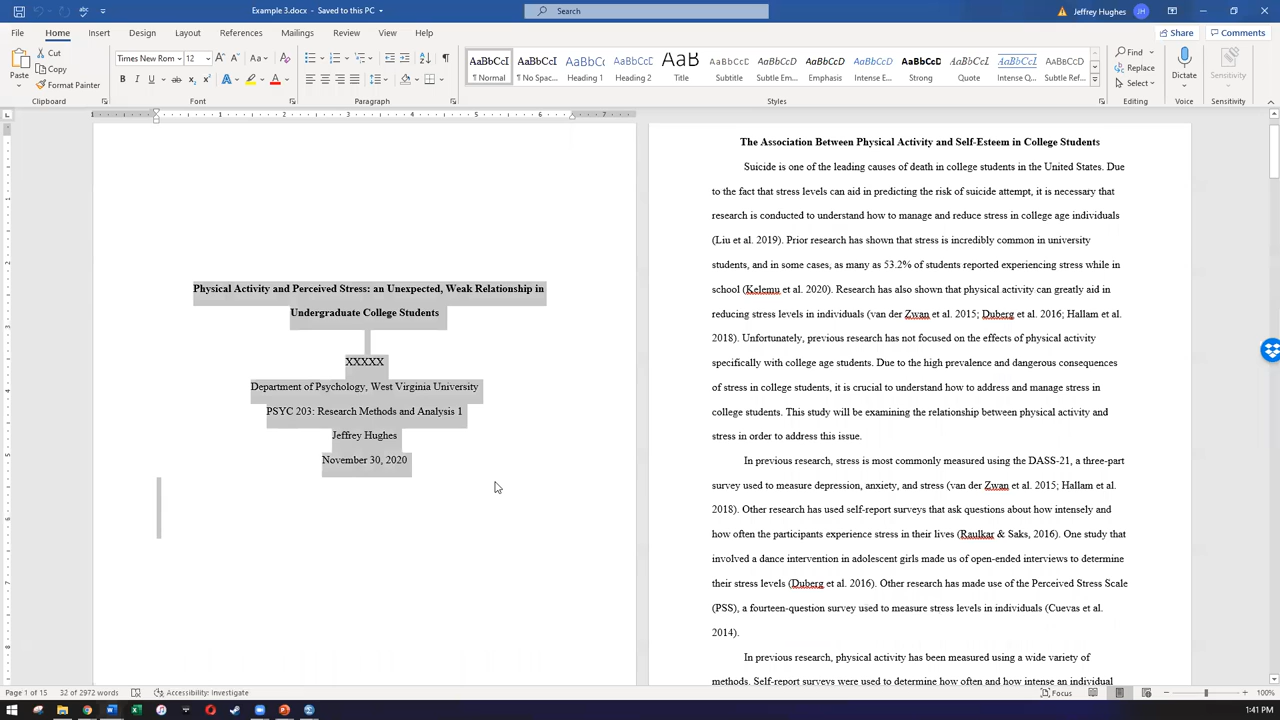 Example 3.docx - Saved to this PC
Search
Jeffrey Hughes
JH
File
Home
Insert
Design
Layout
References
Mailings
Review
View
Help
Share
Comments
Paste
Cut
Copy
Format Painter
Clipboard
Times New Rom
12
Font
Paragraph
AaBbCcI
¶ Normal
AaBbCcI
¶ No Spac...
AaBbCc
Heading 1
AaBbCcI
Heading 2
AaB
Title
AaBbCcI
Subtitle
AaBbCcI
Subtle Em...
AaBbCcI
Emphasis
AaBbCcI
Intense E...
AaBbCcI
Strong
AaBbCcI
Quote
AaBbCcI
Intense Q...
AaBbCcI
Subtle Ref...
Styles
Find
Replace
Select
Editing
Dictate
Voice
Sensitivity
Sensitivity
Physical Activity and Perceived Stress: an Unexpected, Weak Relationship in
Undergraduate College Students
XXXXX
Department of Psychology, West Virginia University
PSYC 203: Research Methods and Analysis 1
Jeffrey Hughes
November 30, 2020
The Association Between Physical Activity and Self-Esteem in College Students
Suicide is one of the leading causes of death in college students in the United States. Due
to the fact that stress levels can aid in predicting the risk of suicide attempt, it is necessary that
research is conducted to understand how to manage and reduce stress in college age individuals
(Liu et al. 2019). Prior research has shown that stress is incredibly common in university
students, and in some cases, as many as 53.2% of students reported experiencing stress while in
school (Kelemu et al. 2020). Research has also shown that physical activity can greatly aid in
reducing stress levels in individuals (van der Zwan et al. 2015; Duberg et al. 2016; Hallam et al.
2018). Unfortunately, previous research has not focused on the effects of physical activity
specifically with college age students. Due to the high prevalence and dangerous consequences
of stress in college students, it is crucial to understand how to address and manage stress in
college students. This study will be examining the relationship between physical activity and
stress in order to address this issue.
In previous research, stress is most commonly measured using the DASS-21, a three-part
survey used to measure depression, anxiety, and stress (van der Zwan et al. 2015; Hallam et al.
2018). Other research has used self-report surveys that ask questions about how intensely and
how often the participants experience stress in their lives (Raulkar & Saks, 2016). One study that
involved a dance intervention in adolescent girls made us of open-ended interviews to determine
their stress levels (Duberg et al. 2016). Other research has made use of the Perceived Stress Scale
(PSS), a fourteen-question survey used to measure stress levels in individuals (Cuevas et al.
2014).
In previous research, physical activity has been measured using a wide variety of
methods. Self-report surveys were used to determine how often and how intense an individual
Page 1 of 15
32 of 2972 words
Accessibility: Investigate
Focus
100%
1:41 PM